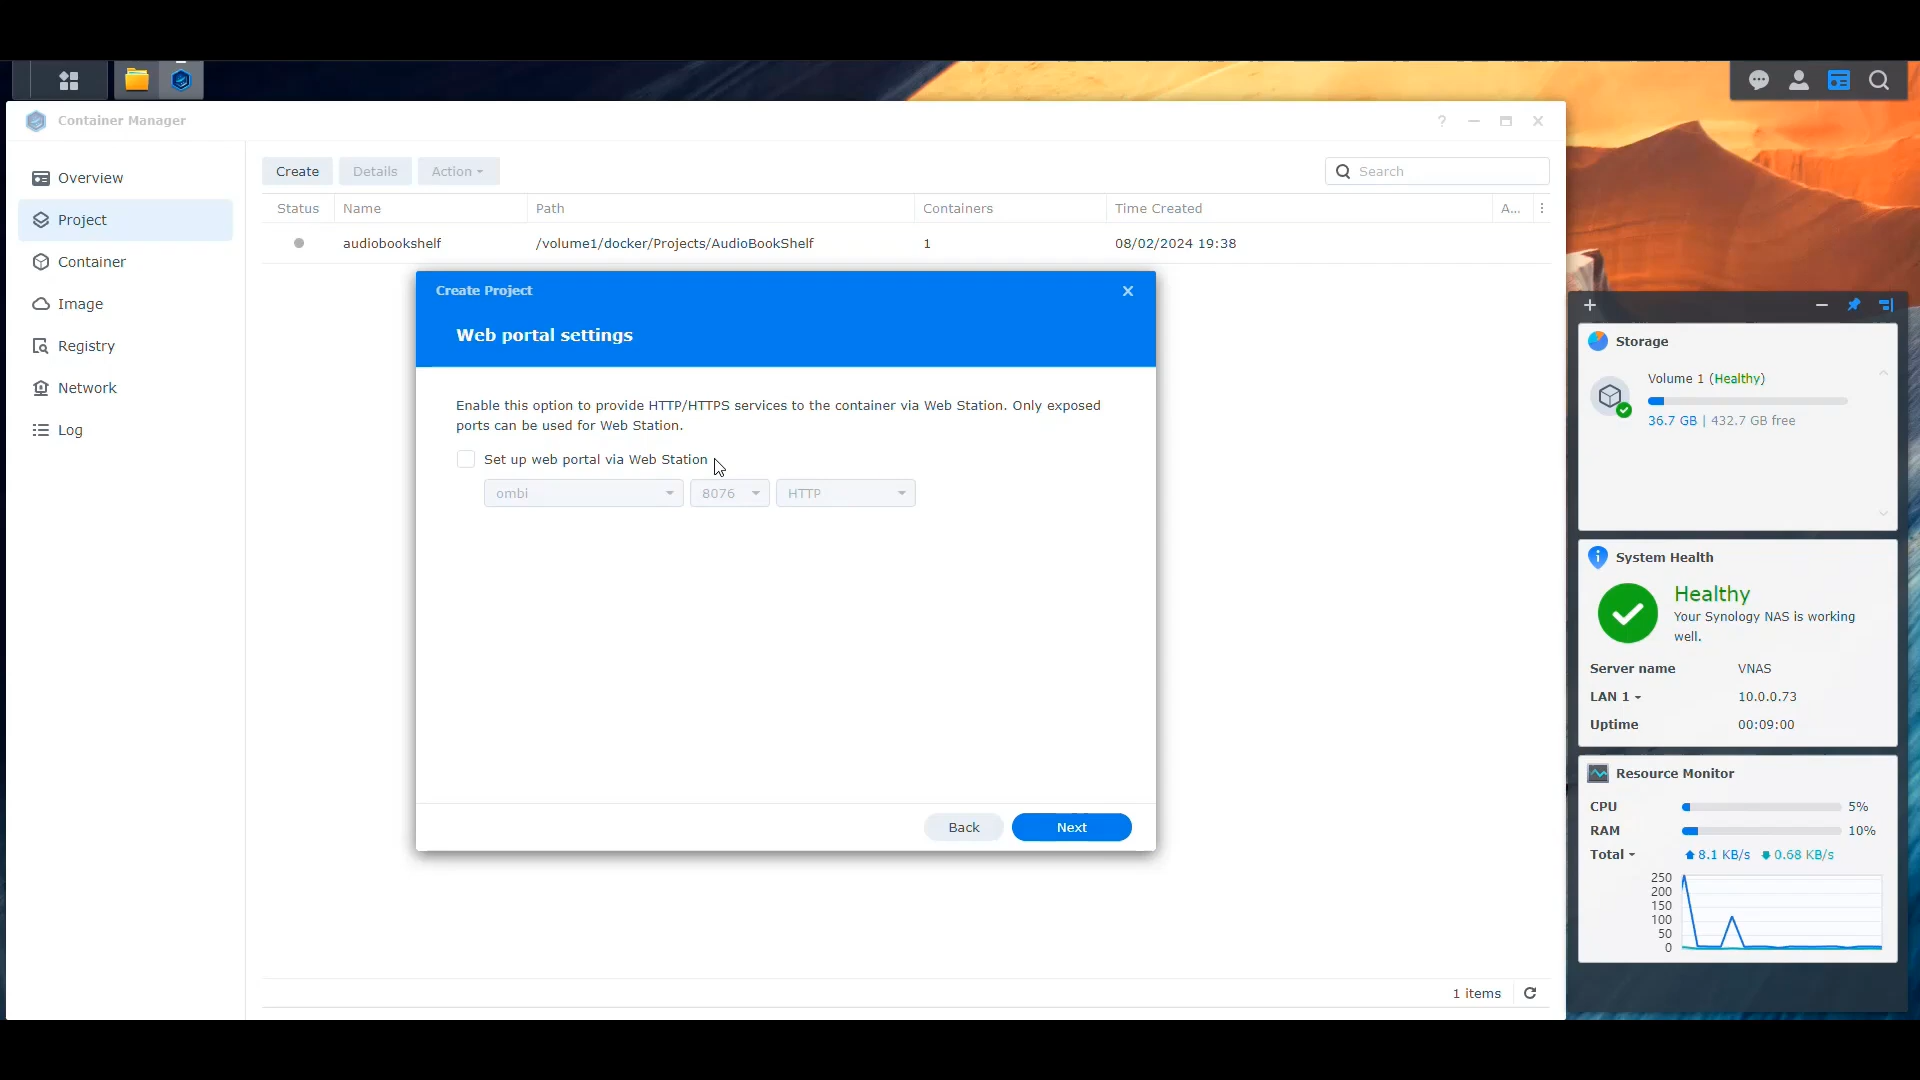 Container Manager
?
Overview
Project
Container
Image
Registry
Network
Log
Create
Details
Action
Search
Status
Name
Path
Containers
Time Created
A...
audiobookshelf
/volume1/docker/Projects/AudioBookShelf
1
08/02/2024 19:38
Create Project
Web portal settings
Enable this option to provide HTTP/HTTPS services to the container via Web Station. Only exposed
ports can be used for Web Station.
Set up web portal via Web Station
ombi
8076
HTTP
Back
Next
1 items
Storage
Volume 1 (Healthy)
36.7 GB | 432.7 GB free
System Health
Healthy
Your Synology NAS is working
well.
Server name
VNAS
LAN 1
10.0.0.73
Uptime
00:09:00
Resource Monitor
CPU
5%
RAM
10%
Total
8.1 KB/s
0.68 KB/s
250
200
150
100
50
0